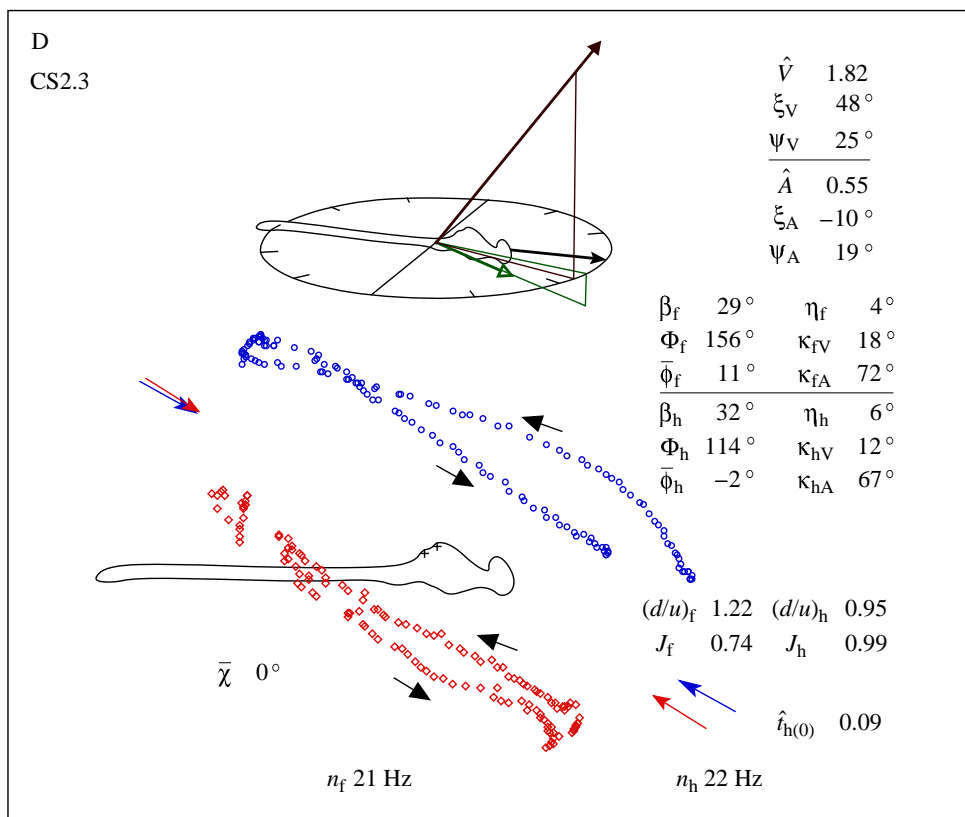 D
CS2.3
V̂ 1.82
ξV 48°
ψV 25°
Â 0.55
ξA −10°
ψA 19°
βf 29° ηf 4°
Φf 156° κfV 18°
ϕ̅f 11° κfA 72°
βh 32° ηh 6°
Φh 114° κhV 12°
ϕ̅h −2° κhA 67°
(d/u)f 1.22 (d/u)h 0.95
Jf 0.74 Jh 0.99
χ̅ 0°
t̂h(0) 0.09
nf 21 Hz nh 22 Hz